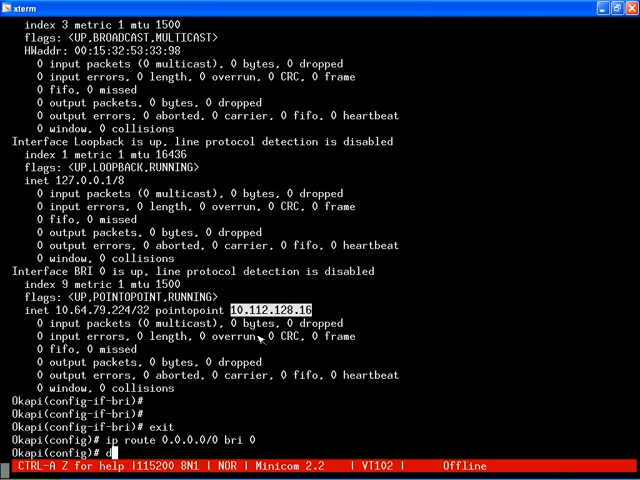 xterm
index 3 metric 1 mtu 1500
flags: <UP,BROADCAST,MULTICAST>
HWaddr: 00:15:32:53:33:98
0 input packets (0 multicast), 0 bytes, 0 dropped
0 input errors, 0 length, 0 overrun, 0 CRC, 0 frame
0 fifo, 0 missed
0 output packets, 0 bytes, 0 dropped
0 output errors, 0 aborted, 0 carrier, 0 fifo, 0 heartbeat
0 window, 0 collisions
Interface Loopback is up, line protocol detection is disabled
index 1 metric 1 mtu 16436
flags: <UP,LOOPBACK,RUNNING>
inet 127.0.0.1/8
0 input packets (0 multicast), 0 bytes, 0 dropped
0 input errors, 0 length, 0 overrun, 0 CRC, 0 frame
0 fifo, 0 missed
0 output packets, 0 bytes, 0 dropped
0 output errors, 0 aborted, 0 carrier, 0 fifo, 0 heartbeat
0 window, 0 collisions
Interface BRI 0 is up, line protocol detection is disabled
index 9 metric 1 mtu 1500
flags: <UP,POINTOPOINT,RUNNING>
inet 10.64.79.224/32 pointopoint 10.112.128.16
0 input packets (0 multicast), 0 bytes, 0 dropped
0 input errors, 0 length, 0 overrun, 0 CRC, 0 frame
0 fifo, 0 missed
0 output packets, 0 bytes, 0 dropped
0 output errors, 0 aborted, 0 carrier, 0 fifo, 0 heartbeat
0 window, 0 collisions
Okapi(config-if-bri)#
Okapi(config-if-bri)#
Okapi(config-if-bri)# exit
Okapi(config)# ip route 0.0.0.0/0 bri 0
Okapi(config)# d
CTRL-A Z for help |115200 8N1 | NOR | Minicom 2.2 | VT102 | Offline